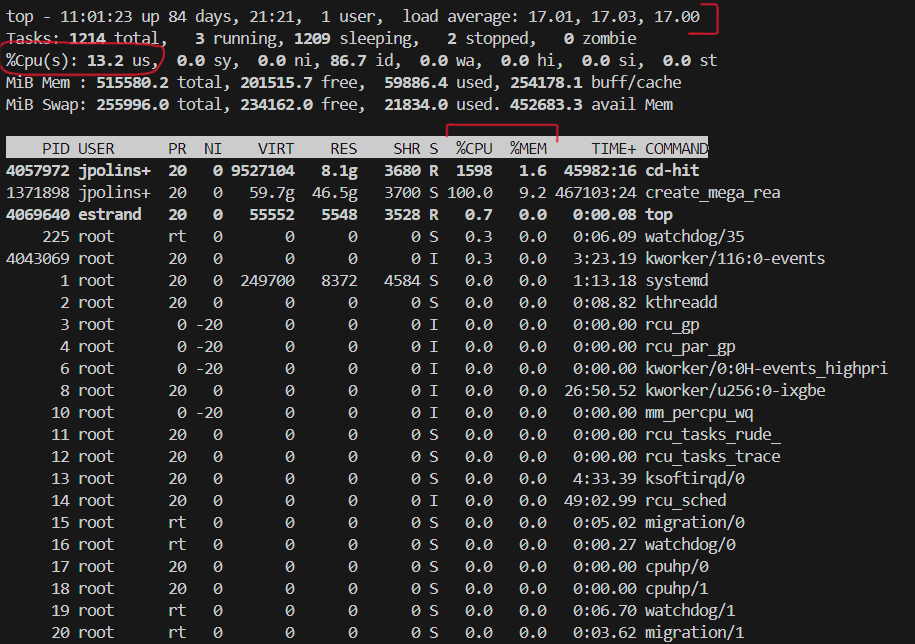 top - 11:01:23 up 84 days, 21:21,  1 user,  load average: 17.01, 17.03, 17.00
Tasks: 1214 total,   3 running, 1209 sleeping,   2 stopped,   0 zombie
%Cpu(s): 13.2 us,  0.0 sy,  0.0 ni, 86.7 id,  0.0 wa,  0.0 hi,  0.0 si,  0.0 st
MiB Mem : 515580.2 total, 201515.7 free,  59886.4 used, 254178.1 buff/cache
MiB Swap: 255996.0 total, 234162.0 free,  21834.0 used. 452683.3 avail Mem
PID USER PR NI VIRT RES SHR S %CPU %MEM TIME+ COMMAND
4057972 jpolins+ 20 0 9527104 8.1g 3680 R 1598 1.6 45982:16 cd-hit
1371898 jpolins+ 20 0 59.7g 46.5g 3700 S 100.0 9.2 467103:24 create_mega_rea
4069640 estrand 20 0 55552 5548 3528 R 0.7 0.0 0:00.08 top
225 root rt 0 0 0 0 S 0.3 0.0 0:06.09 watchdog/35
4043069 root 20 0 0 0 0 I 0.3 0.0 3:23.19 kworker/116:0-events
1 root 20 0 249700 8372 4584 S 0.0 0.0 1:13.18 systemd
2 root 20 0 0 0 0 S 0.0 0.0 0:08.82 kthreadd
3 root 0 -20 0 0 0 I 0.0 0.0 0:00.00 rcu_gp
4 root 0 -20 0 0 0 I 0.0 0.0 0:00.00 rcu_par_gp
6 root 0 -20 0 0 0 I 0.0 0.0 0:00.00 kworker/0:0H-events_highpri
8 root 20 0 0 0 0 I 0.0 0.0 26:50.52 kworker/u256:0-ixgbe
10 root 0 -20 0 0 0 I 0.0 0.0 0:00.00 mm_percpu_wq
11 root 20 0 0 0 0 S 0.0 0.0 0:00.00 rcu_tasks_rude_
12 root 20 0 0 0 0 S 0.0 0.0 0:00.00 rcu_tasks_trace
13 root 20 0 0 0 0 S 0.0 0.0 4:33.39 ksoftirqd/0
14 root 20 0 0 0 0 I 0.0 0.0 49:02.99 rcu_sched
15 root rt 0 0 0 0 S 0.0 0.0 0:05.02 migration/0
16 root rt 0 0 0 0 S 0.0 0.0 0:00.27 watchdog/0
17 root 20 0 0 0 0 S 0.0 0.0 0:00.00 cpuhp/0
18 root 20 0 0 0 0 S 0.0 0.0 0:00.00 cpuhp/1
19 root rt 0 0 0 0 S 0.0 0.0 0:06.70 watchdog/1
20 root rt 0 0 0 0 S 0.0 0.0 0:03.62 migration/1